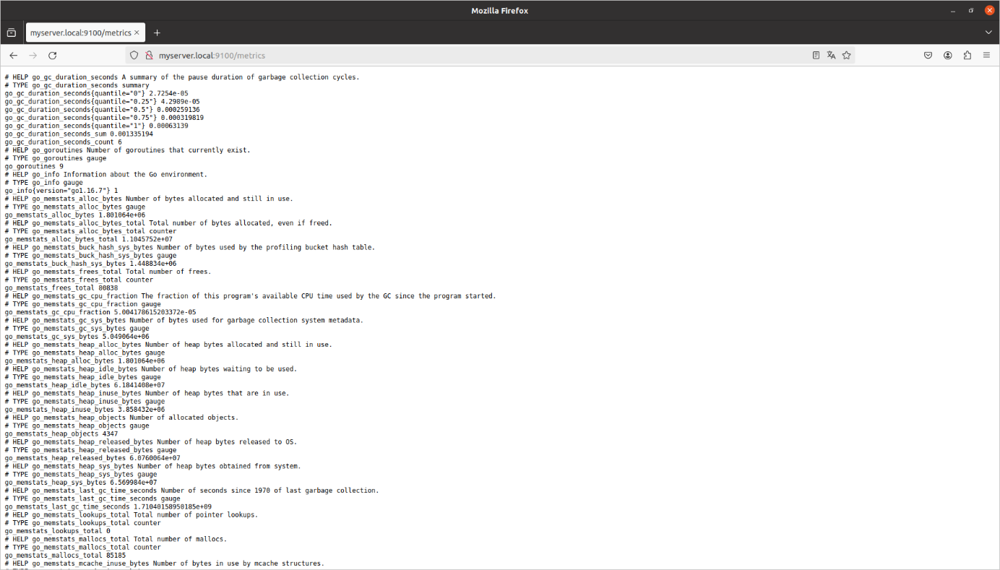 Mozilla Firefox
myserver.local:9100/metrics
myserver.local:9100/metrics
# HELP go_gc_duration_seconds A summary of the pause duration of garbage collection cycles.
# TYPE go_gc_duration_seconds summary
go_gc_duration_seconds{quantile="0"} 2.7254e-05
go_gc_duration_seconds{quantile="0.25"} 4.2989e-05
go_gc_duration_seconds{quantile="0.5"} 0.000259136
go_gc_duration_seconds{quantile="0.75"} 0.000319819
go_gc_duration_seconds{quantile="1"} 0.00063139
go_gc_duration_seconds_sum 0.001335194
go_gc_duration_seconds_count 6
# HELP go_goroutines Number of goroutines that currently exist.
# TYPE go_goroutines gauge
go_goroutines 9
# HELP go_info Information about the Go environment.
# TYPE go_info gauge
go_info{version="go1.16.7"} 1
# HELP go_memstats_alloc_bytes Number of bytes allocated and still in use.
# TYPE go_memstats_alloc_bytes gauge
go_memstats_alloc_bytes 1.801064e+06
# HELP go_memstats_alloc_bytes_total Total number of bytes allocated, even if freed.
# TYPE go_memstats_alloc_bytes_total counter
go_memstats_alloc_bytes_total 1.1045752e+07
# HELP go_memstats_buck_hash_sys_bytes Number of bytes used by the profiling bucket hash table.
# TYPE go_memstats_buck_hash_sys_bytes gauge
go_memstats_buck_hash_sys_bytes 1.448834e+06
# HELP go_memstats_frees_total Total number of frees.
# TYPE go_memstats_frees_total counter
go_memstats_frees_total 80838
# HELP go_memstats_gc_cpu_fraction The fraction of this program's available CPU time used by the GC since the program started.
# TYPE go_memstats_gc_cpu_fraction gauge
go_memstats_gc_cpu_fraction 5.004178615203372e-05
# HELP go_memstats_gc_sys_bytes Number of bytes used for garbage collection system metadata.
# TYPE go_memstats_gc_sys_bytes gauge
go_memstats_gc_sys_bytes 5.049064e+06
# HELP go_memstats_heap_alloc_bytes Number of heap bytes allocated and still in use.
# TYPE go_memstats_heap_alloc_bytes gauge
go_memstats_heap_alloc_bytes 1.801064e+06
# HELP go_memstats_heap_idle_bytes Number of heap bytes waiting to be used.
# TYPE go_memstats_heap_idle_bytes gauge
go_memstats_heap_idle_bytes 6.1841408e+07
# HELP go_memstats_heap_inuse_bytes Number of heap bytes that are in use.
# TYPE go_memstats_heap_inuse_bytes gauge
go_memstats_heap_inuse_bytes 3.858432e+06
# HELP go_memstats_heap_objects Number of allocated objects.
# TYPE go_memstats_heap_objects gauge
go_memstats_heap_objects 4347
# HELP go_memstats_heap_released_bytes Number of heap bytes released to OS.
# TYPE go_memstats_heap_released_bytes gauge
go_memstats_heap_released_bytes 6.0760064e+07
# HELP go_memstats_heap_sys_bytes Number of heap bytes obtained from system.
# TYPE go_memstats_heap_sys_bytes gauge
go_memstats_heap_sys_bytes 6.569984e+07
# HELP go_memstats_last_gc_time_seconds Number of seconds since 1970 of last garbage collection.
# TYPE go_memstats_last_gc_time_seconds gauge
go_memstats_last_gc_time_seconds 1.71040158950185e+09
# HELP go_memstats_lookups_total Total number of pointer lookups.
# TYPE go_memstats_lookups_total counter
go_memstats_lookups_total 0
# HELP go_memstats_mallocs_total Total number of mallocs.
# TYPE go_memstats_mallocs_total counter
go_memstats_mallocs_total 85185
# HELP go_memstats_mcache_inuse_bytes Number of bytes in use by mcache structures.